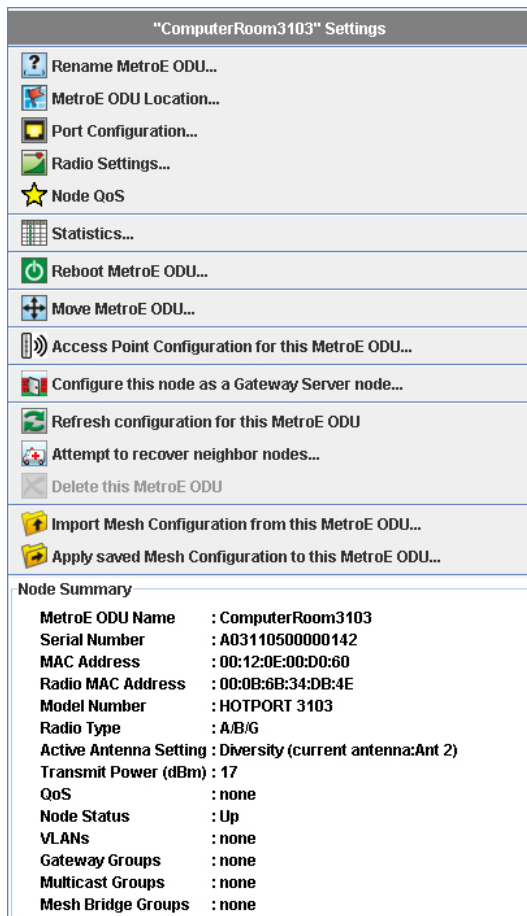 "ComputerRoom3103" Settings
Rename MetroE ODU...
MetroE ODU Location...
Port Configuration...
Radio Settings...
Node QoS
Statistics...
Reboot MetroE ODU...
Move MetroE ODU...
Access Point Configuration for this MetroE ODU...
Configure this node as a Gateway Server node...
Refresh configuration for this MetroE ODU
Attempt to recover neighbor nodes...
Delete this MetroE ODU
Import Mesh Configuration from this MetroE ODU...
Apply saved Mesh Configuration to this MetroE ODU...
Node Summary
MetroE ODU Name : ComputerRoom3103
Serial Number : A03110500000142
MAC Address : 00:12:0E:00:D0:60
Radio MAC Address : 00:0B:6B:34:DB:4E
Model Number : HOTPORT 3103
Radio Type : A/B/G
Active Antenna Setting : Diversity (current antenna:Ant 2)
Transmit Power (dBm) : 17
QoS : none
Node Status : Up
VLANs : none
Gateway Groups : none
Multicast Groups : none
Mesh Bridge Groups : none